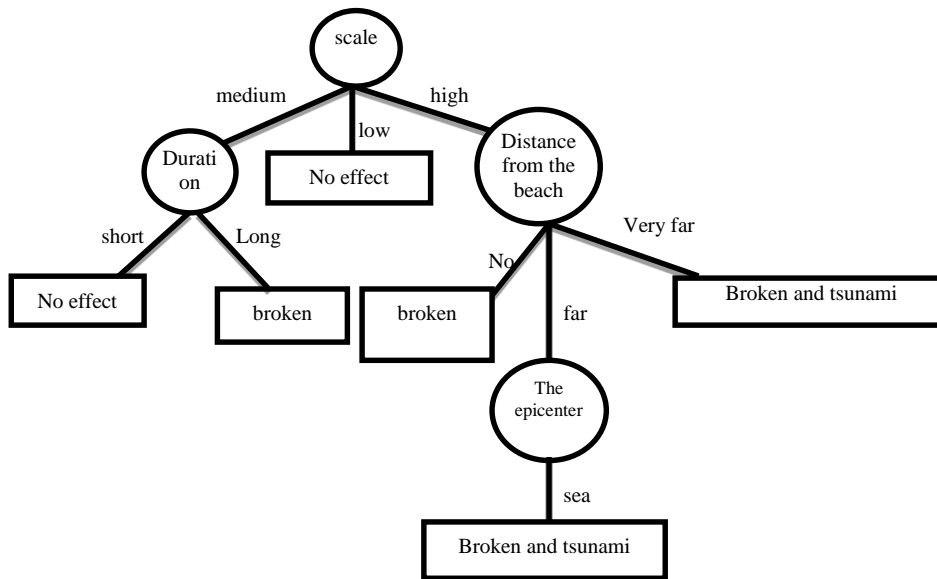 scale
medium
high
low
Durati
on
No effect
Distance
from the
beach
short
Long
No
Very far
No effect
broken
broken
far
Broken and tsunami
The
epicenter
sea
Broken and tsunami